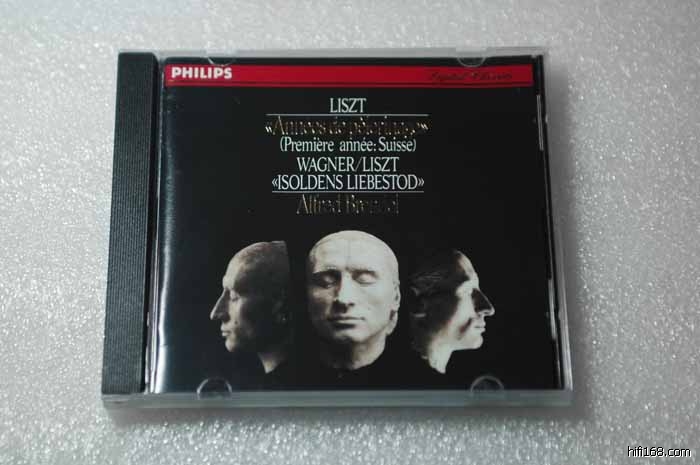 PHILIPS
Digital Classics
LISZT
«Années de pèlerinage»
(Première année: Suisse)
WAGNER/LISZT
«ISOLDENS LIEBESTOD»
Alfred Brendel
hifi168.com